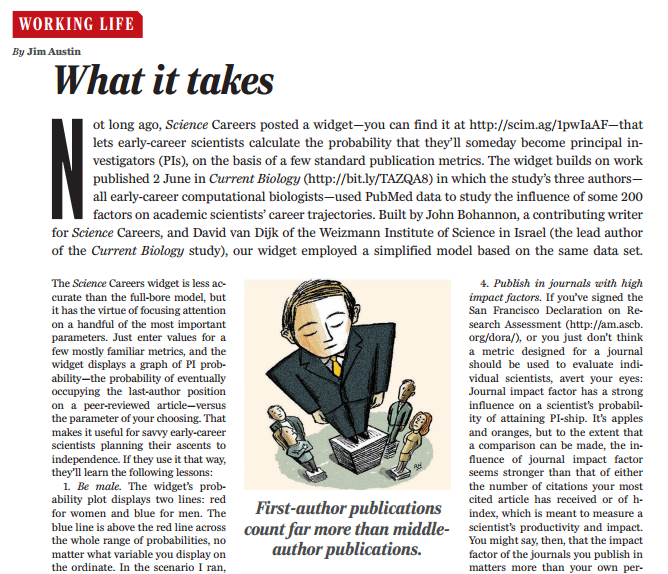 WORKING LIFE
By Jim Austin
What it takes
Not long ago, Science Careers posted a widget—you can find it at http://scim.ag/1pwIaAF—that
lets early-career scientists calculate the probability that they'll someday become principal in-
vestigators (PIs), on the basis of a few standard publication metrics. The widget builds on work
published 2 June in Current Biology (http://bit.ly/TAZQA8) in which the study's three authors—
all early-career computational biologists—used PubMed data to study the influence of some 200
factors on academic scientists' career trajectories. Built by John Bohannon, a contributing writer
for Science Careers, and David van Dijk of the Weizmann Institute of Science in Israel (the lead author
of the Current Biology study), our widget employed a simplified model based on the same data set.
The Science Careers widget is less ac-
curate than the full-bore model, but
it has the virtue of focusing attention
on a handful of the most important
parameters. Just enter values for a
few mostly familiar metrics, and the
widget displays a graph of PI prob-
ability—the probability of eventually
occupying the last-author position
on a peer-reviewed article—versus
the parameter of your choosing. That
makes it useful for savvy early-career
scientists planning their ascents to
independence. If they use it that way,
they'll learn the following lessons:
1. Be male. The widget's prob-
ability plot displays two lines: red
for women and blue for men. The
blue line is above the red line across
the whole range of probabilities, no
matter what variable you display on
the ordinate. In the scenario I ran,
First-author publications
count far more than middle-
author publications.
4. Publish in journals with high
impact factors. If you've signed the
San Francisco Declaration on Re-
search Assessment (http://am.ascb.
org/dora/), or you just don't think
a metric designed for a journal
should be used to evaluate indi-
vidual scientists, avert your eyes:
Journal impact factor has a strong
influence on a scientist's probabil-
ity of attaining PI-ship. It's apples
and oranges, but to the extent that
a comparison can be made, the in-
fluence of journal impact factor
seems stronger than that of either
the number of citations your most
cited article has received or of h-
index, which is meant to measure a
scientist's productivity and impact.
You might say, then, that the impact
factor of the journals you publish in
matters more than your own per-